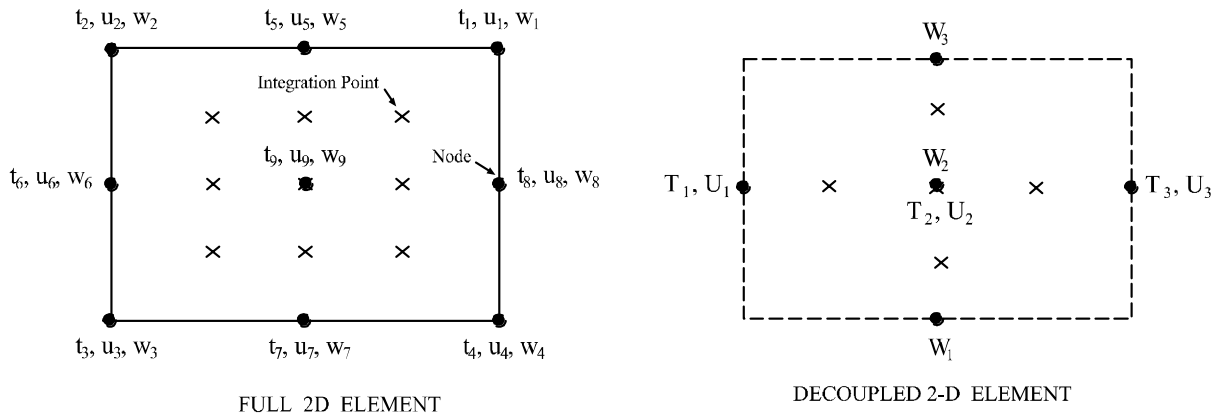 t₂, u₂, w₂
t₅, u₅, w₅
t₁, u₁, w₁
Integration Point
t₉, u₉, w₉
Node
t₆, u₆, w₆
t₈, u₈, w₈
t₃, u₃, w₃
t₇, u₇, w₇
t₄, u₄, w₄
FULL 2D ELEMENT
W₃
W₂
T₁, U₁
T₂, U₂
T₃, U₃
W₁
DECOUPLED 2-D ELEMENT